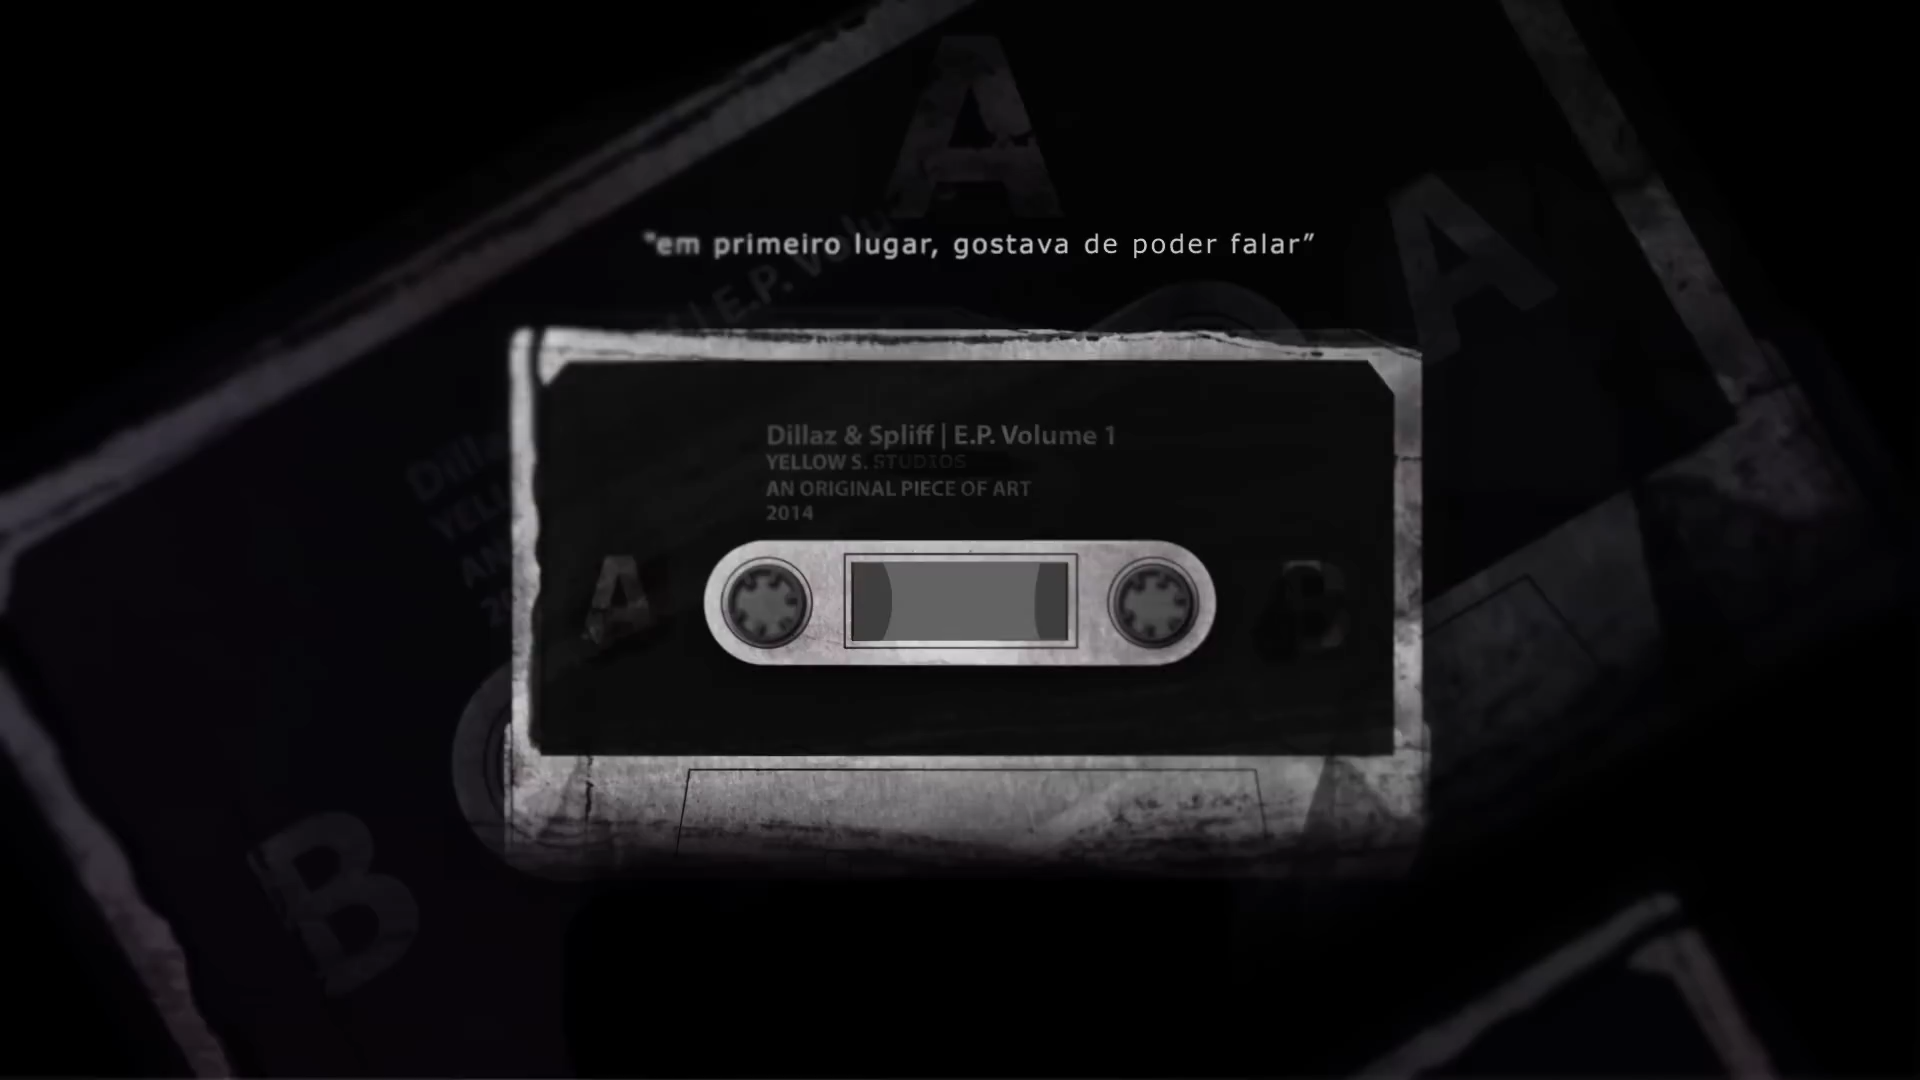 A
A
"em primeiro lugar, gostava de poder falar”
| E.P. Volu
Dillaz & Spliff | E.P. Volume 1
YELLOW S. STUDIOS
AN ORIGINAL PIECE OF ART
2014
A
B
B